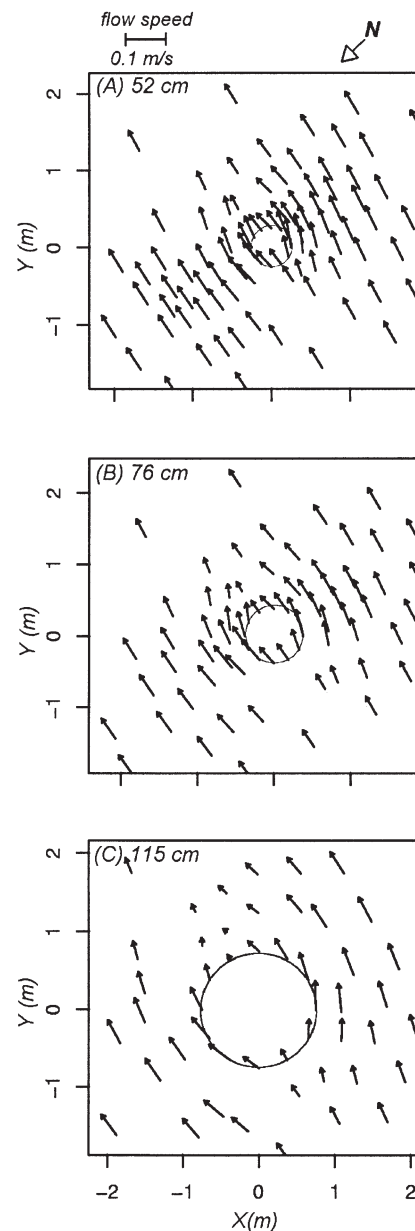 flow speed
N
0.1 m/s
(A) 52 cm
2
1
0
−1
Y (m)
(B) 76 cm
2
1
0
−1
Y (m)
(C) 115 cm
2
1
0
−1
Y (m)
−2 −1 0 1 2
X(m)